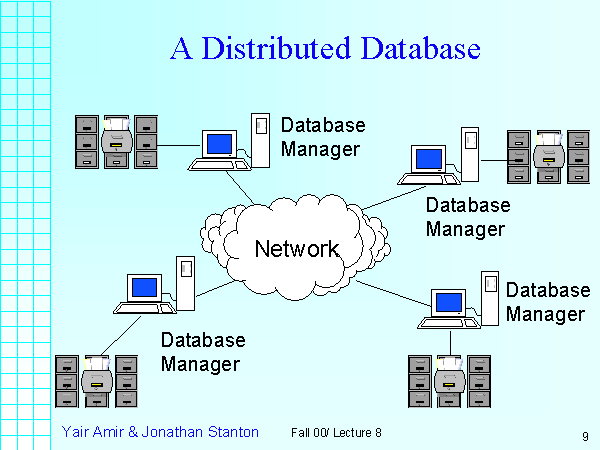 A Distributed Database
Database
Manager
Database
Manager
Network
Database
Manager
Database
Manager
Yair Amir & Jonathan Stanton
Fall 00/ Lecture 8
9